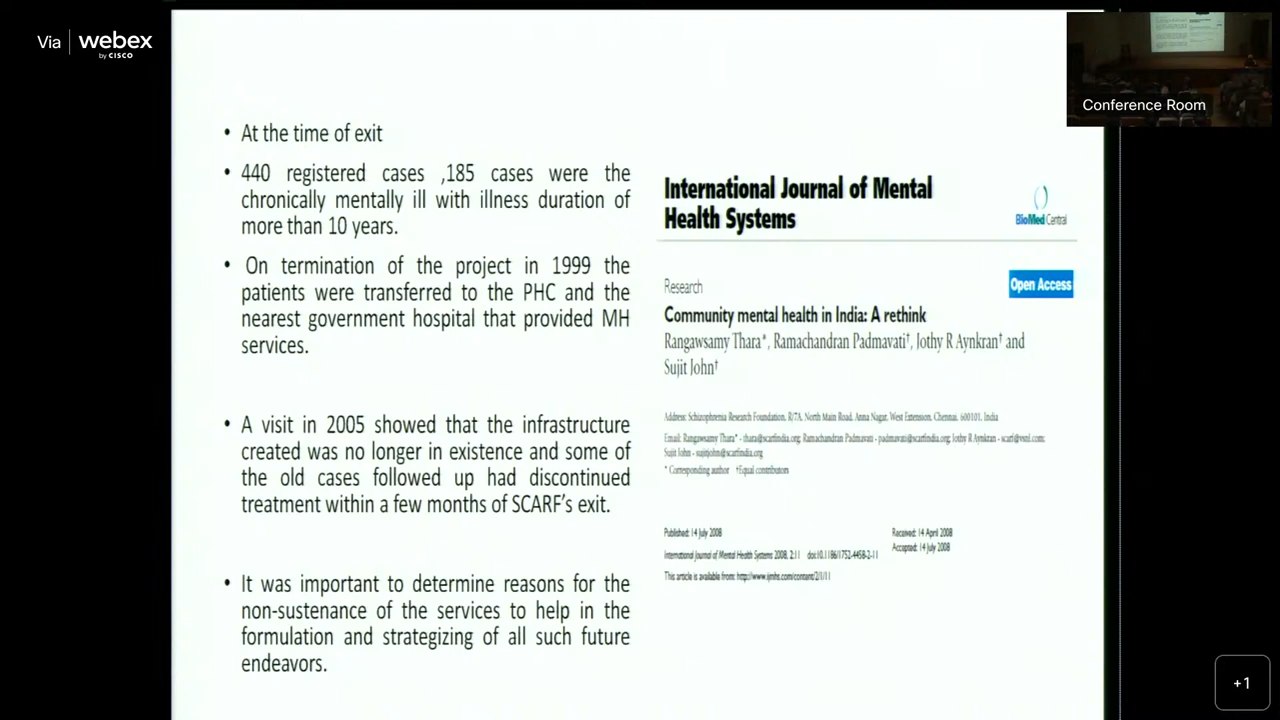 Via
webex
by CISCO
Conference Room
• At the time of exit
• 440 registered cases ,185 cases were the
chronically mentally ill with illness duration of
more than 10 years.
• On termination of the project in 1999 the
patients were transferred to the PHC and the
nearest government hospital that provided MH
services.
• A visit in 2005 showed that the infrastructure
created was no longer in existence and some of
the old cases followed up had discontinued
treatment within a few months of SCARF's exit.
• It was important to determine reasons for the
non-sustenance of the services to help in the
formulation and strategizing of all such future
endeavors.
International Journal of Mental
Health Systems
BioMed Central
Research
Open Access
Community mental health in India: A rethink
Rangawsamy Thara*, Ramachandran Padmavati†, Jothy R Aynkran† and
Sujit John†
Address: Schizophrenia Research Foundation, R/7A, North Main Road, Anna Nagar, West Extension, Chennai, 600101, India
Email: Rangawsamy Thara* - thara@scarfindia.org; Ramachandran Padmavati - padmavati@scarfindia.org; Jothy R Aynkran - scarf@vsnl.com;
Sujit John - sujitjohn@scarfindia.org
* Corresponding author †Equal contributors
Published: 14 July 2008
Received: 14 April 2008
Accepted: 14 July 2008
International Journal of Mental Health Systems 2008, 2:11 doi:10.1186/1752-4458-2-11
This article is available from: http://www.ijmhs.com/content/2/1/11
+1